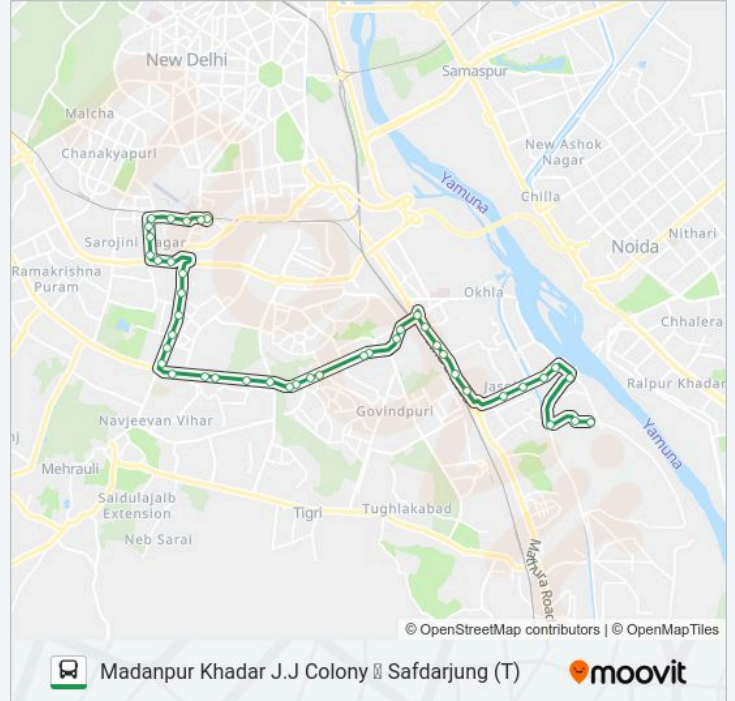 New Delhi
Samaspur
Malcha
New Ashok
Nagar
Chanakyapuri
Yamuna
Chilla
Sarojini Nagar
Noida
Nithari
Ramakrishna
Puram
Okhla
Chhalera
Raipur Khadar
Govindpuri
Navjeevan Vihar
Yamuna
Mehrauli
Saidulajaib
Extension
Tigri
Tughlakabad
Neb Sarai
Mathura Road
© OpenStreetMap contributors | © OpenMapTiles
Madanpur Khadar J.J Colony Safdarjung (T)
moovit